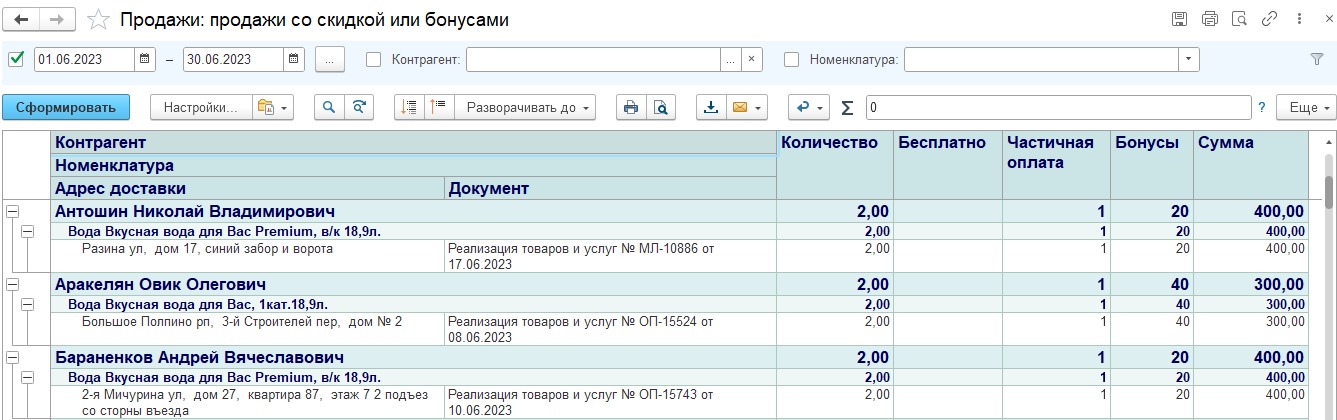 Продажи: продажи со скидкой или бонусами
01.06.2023 – 30.06.2023 ... Контрагент: ... × Номенклатура:
Сформировать Настройки... Разворачивать до Σ 0 ? Еще
Контрагент Количество Бесплатно Частичная оплата Бонусы Сумма
Номенклатура
Адрес доставки Документ
Антошин Николай Владимирович 2,00 1 20 400,00
Вода Вкусная вода для Вас Premium, в/к 18,9л. 2,00 1 20 400,00
Разина ул, дом 17, синий забор и ворота Реализация товаров и услуг № МЛ-10886 от 2,00 1 20 400,00
17.06.2023
Аракелян Овик Олегович 2,00 1 40 300,00
Вода Вкусная вода для Вас, 1кат.18,9л. 2,00 1 40 300,00
Большое Полпино рп, 3-й Строителей пер, дом № 2 Реализация товаров и услуг № ОП-15524 от 2,00 1 40 300,00
08.06.2023
Бараненков Андрей Вячеславович 2,00 1 20 400,00
Вода Вкусная вода для Вас Premium, в/к 18,9л. 2,00 1 20 400,00
2-я Мичурина ул, дом 27, квартира 87, этаж 7 2 подъез Реализация товаров и услуг № ОП-15743 от 2,00 1 20 400,00
со сторны въезда 10.06.2023